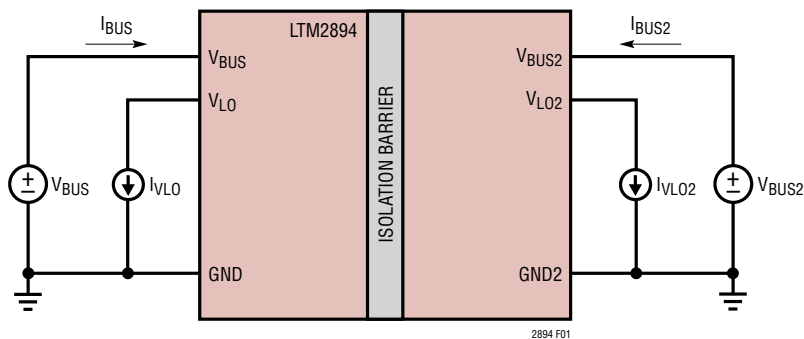 IBUS
LTM2894
IBUS2
VBUS
VBUS2
VLO
VLO2
ISOLATION BARRIER
+
−
VBUS
IVLO
IVLO2
+
−
VBUS2
GND
GND2
2894 F01